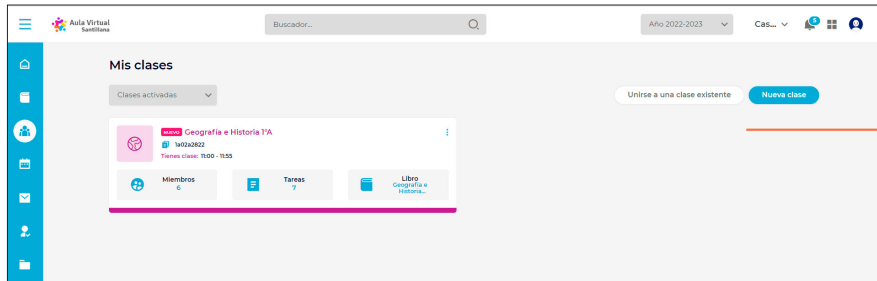 Aula Virtual
Santillana
Buscador...
Año 2022-2023
Cas...
5
Mis clases
Clases activadas
Unirse a una clase existente
Nueva clase
NUEVO Geografía e Historia 1ºA
1a02a2822
Tienes clase: 11:00 - 11:55
Miembros
6
Tareas
7
Libro
Geografía e
Historia...